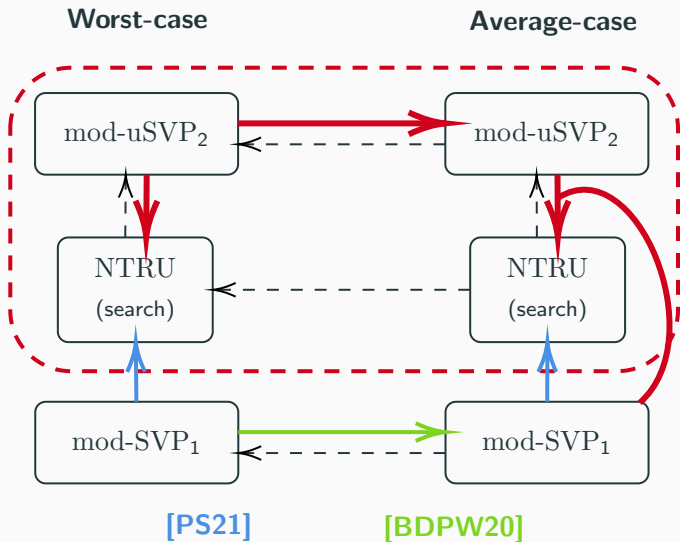 Worst-case Average-case
mod-uSVP₂ mod-uSVP₂
NTRU NTRU
(search) (search)
mod-SVP₁ mod-SVP₁
[PS21] [BDPW20]